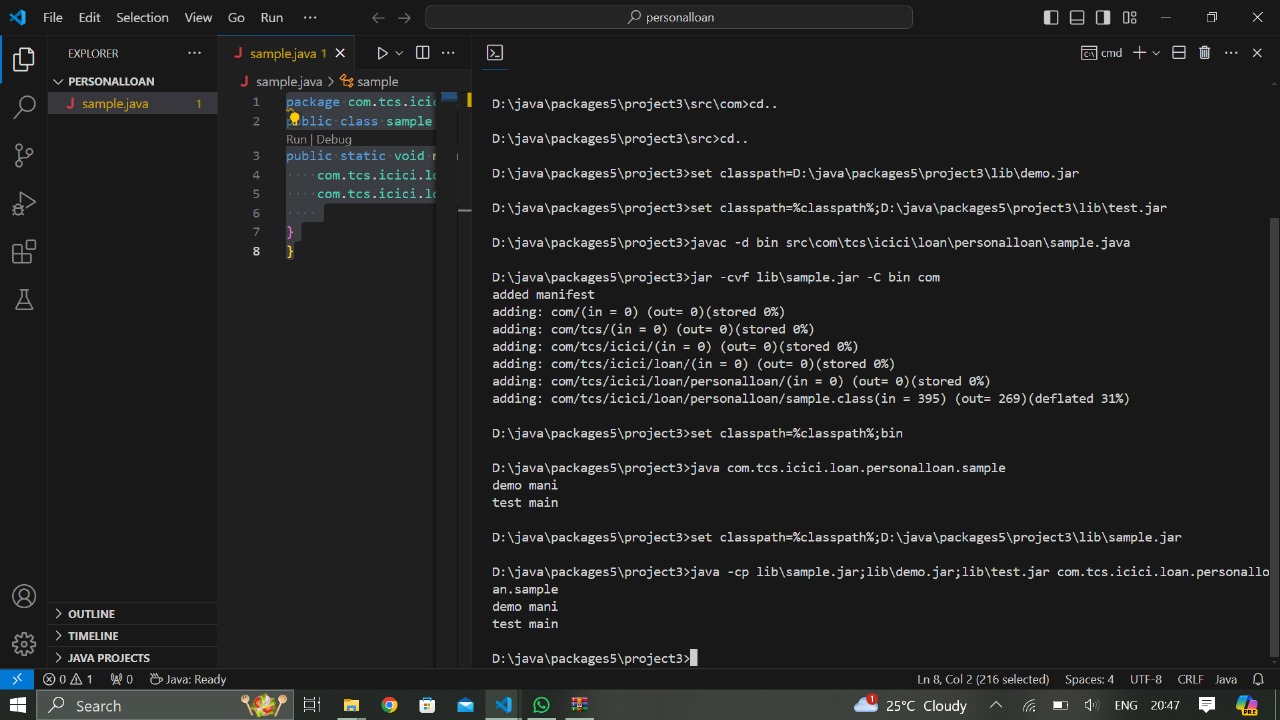 File Edit Selection View Go Run ··· personalloan
EXPLORER ···
PERSONALLOAN
J sample.java 1
OUTLINE
TIMELINE
JAVA PROJECTS
J sample.java 1
J sample.java > sample
1 package com.tcs.icic
2 public class sample
Run | Debug
3 public static void
4 com.tcs.icici.lo
5 com.tcs.icici.lo
6
7 }
8 }
cmd
D:\java\packages5\project3\src\com>cd..
D:\java\packages5\project3\src>cd..
D:\java\packages5\project3>set classpath=D:\java\packages5\project3\lib\demo.jar
D:\java\packages5\project3>set classpath=%classpath%;D:\java\packages5\project3\lib\test.jar
D:\java\packages5\project3>javac -d bin src\com\tcs\icici\loan\personalloan\sample.java
D:\java\packages5\project3>jar -cvf lib\sample.jar -C bin com
added manifest
adding: com/(in = 0) (out= 0)(stored 0%)
adding: com/tcs/(in = 0) (out= 0)(stored 0%)
adding: com/tcs/icici/(in = 0) (out= 0)(stored 0%)
adding: com/tcs/icici/loan/(in = 0) (out= 0)(stored 0%)
adding: com/tcs/icici/loan/personalloan/(in = 0) (out= 0)(stored 0%)
adding: com/tcs/icici/loan/personalloan/sample.class(in = 395) (out= 269)(deflated 31%)
D:\java\packages5\project3>set classpath=%classpath%;bin
D:\java\packages5\project3>java com.tcs.icici.loan.personalloan.sample
demo mani
test main
D:\java\packages5\project3>set classpath=%classpath%;D:\java\packages5\project3\lib\sample.jar
D:\java\packages5\project3>java -cp lib\sample.jar;lib\demo.jar;lib\test.jar com.tcs.icici.loan.personallo
an.sample
demo mani
test main
D:\java\packages5\project3>
0 1 0 Java: Ready Ln 8, Col 2 (216 selected) Spaces: 4 UTF-8 CRLF Java
Search 1 25°C Cloudy ENG 20:47 PRE